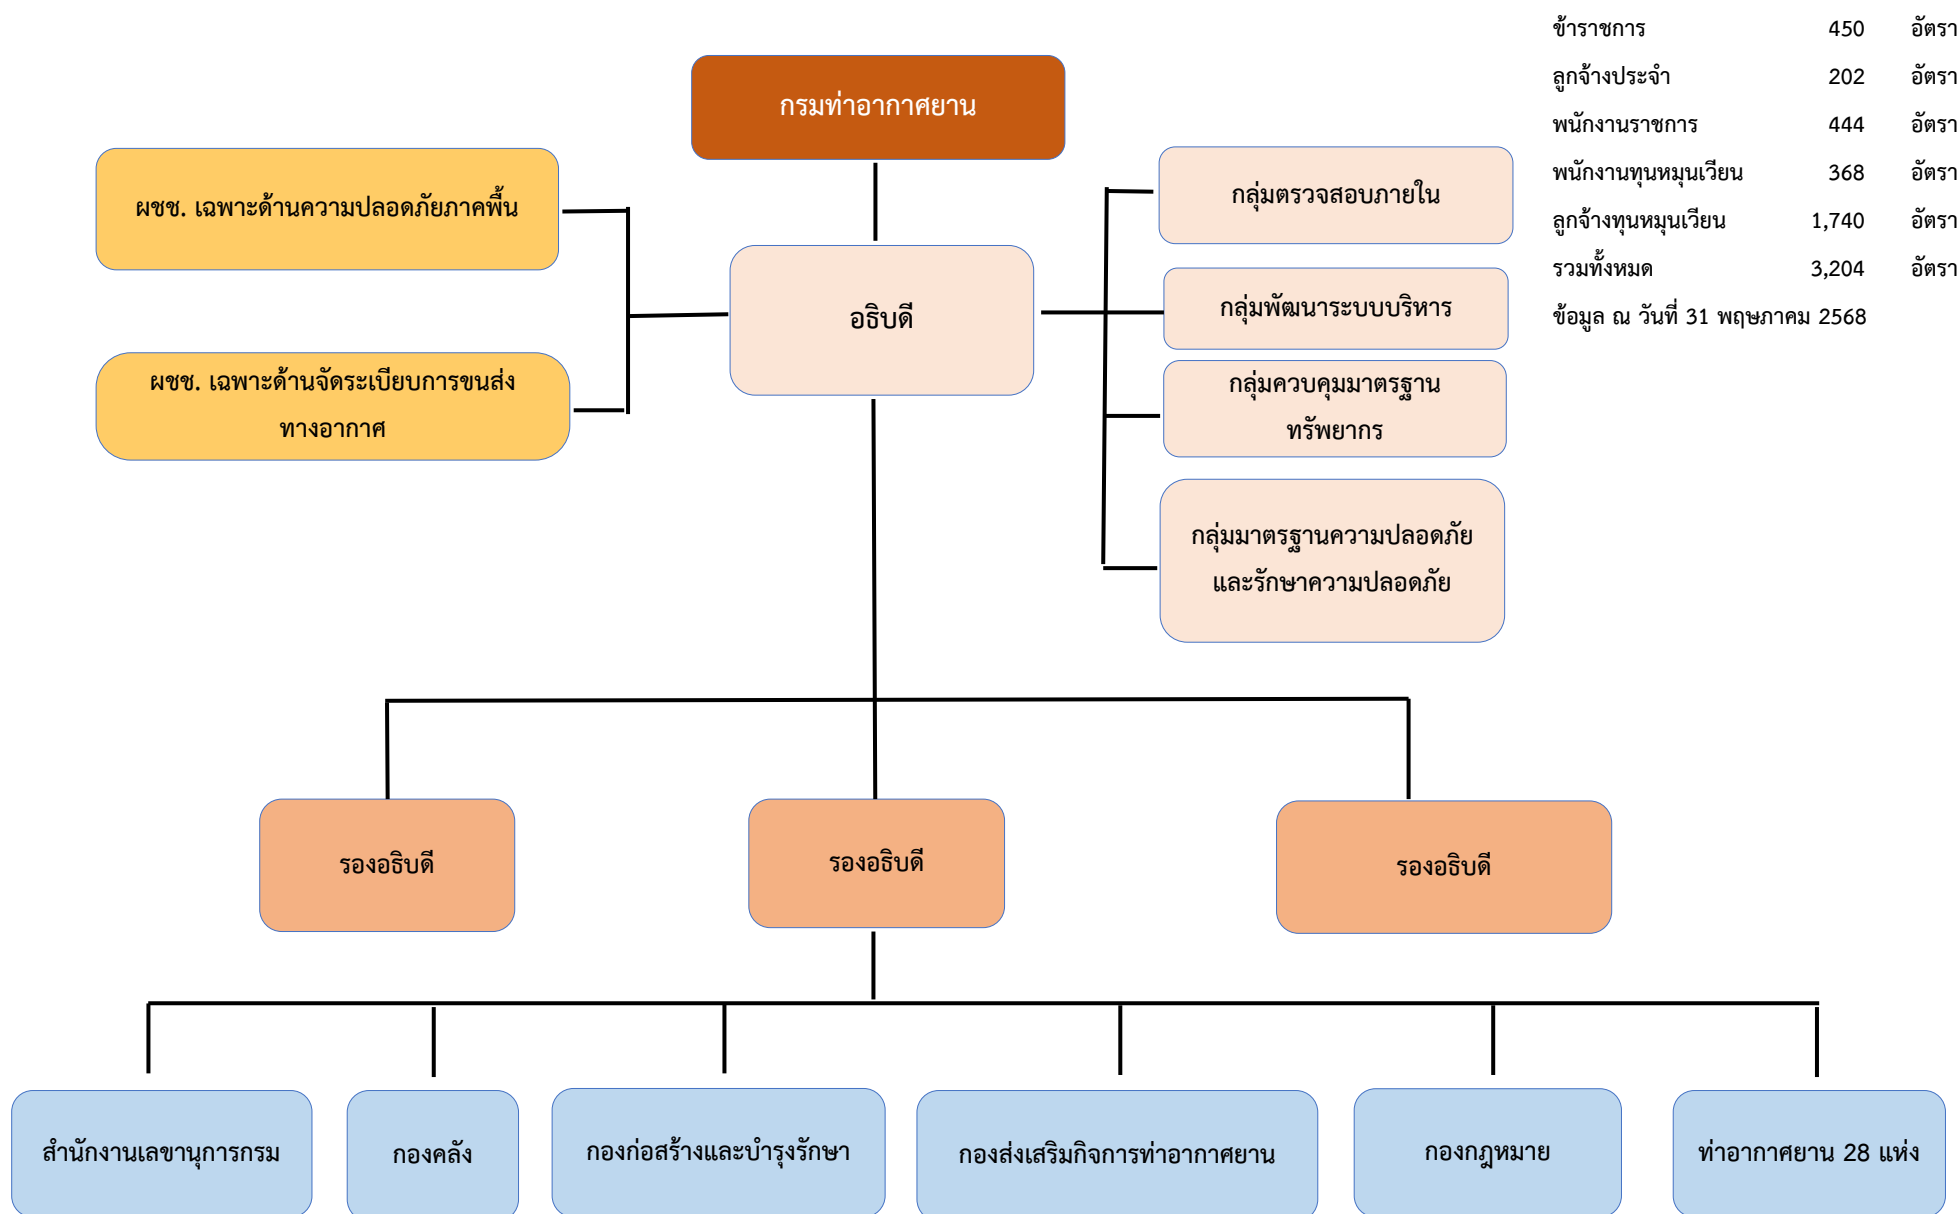 ข้าราชการ 450 อัตรา
ลูกจ้างประจำ 202 อัตรา
พนักงานราชการ 444 อัตรา
พนักงานทุนหมุนเวียน 368 อัตรา
ลูกจ้างทุนหมุนเวียน 1,740 อัตรา
รวมทั้งหมด 3,204 อัตรา
ข้อมูล ณ วันที่ 31 พฤษภาคม 2568
กรมท่าอากาศยาน
ผชช. เฉพาะด้านความปลอดภัยภาคพื้น
ผชช. เฉพาะด้านจัดระเบียบการขนส่ง
ทางอากาศ
อธิบดี
กลุ่มตรวจสอบภายใน
กลุ่มพัฒนาระบบบริหาร
กลุ่มควบคุมมาตรฐาน
ทรัพยากร
กลุ่มมาตรฐานความปลอดภัย
และรักษาความปลอดภัย
รองอธิบดี
รองอธิบดี
รองอธิบดี
สำนักงานเลขานุการกรม
กองคลัง
กองก่อสร้างและบำรุงรักษา
กองส่งเสริมกิจการท่าอากาศยาน
กองกฎหมาย
ท่าอากาศยาน 28 แห่ง